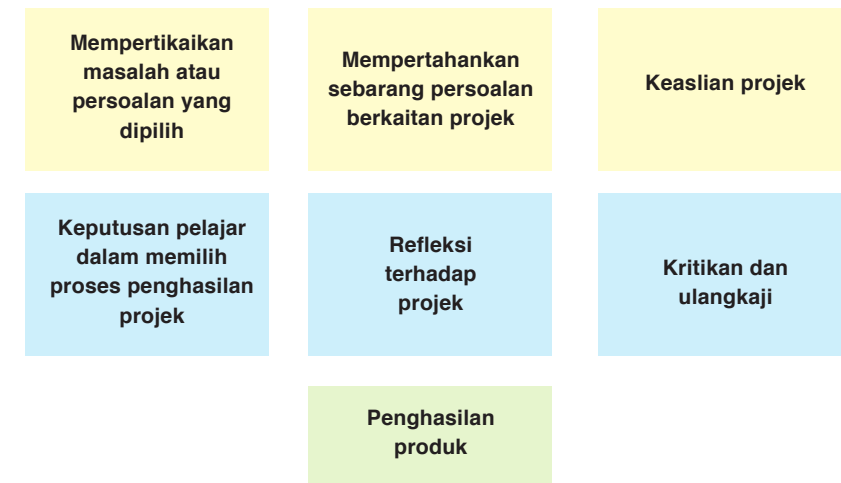 Mempertikaikan
masalah atau
persoalan yang
dipilih
Mempertahankan
sebarang persoalan
berkaitan projek
Keaslian projek
Keputusan pelajar
dalam memilih
proses penghasilan
projek
Refleksi
terhadap
projek
Kritikan dan
ulangkaji
Penghasilan
produk